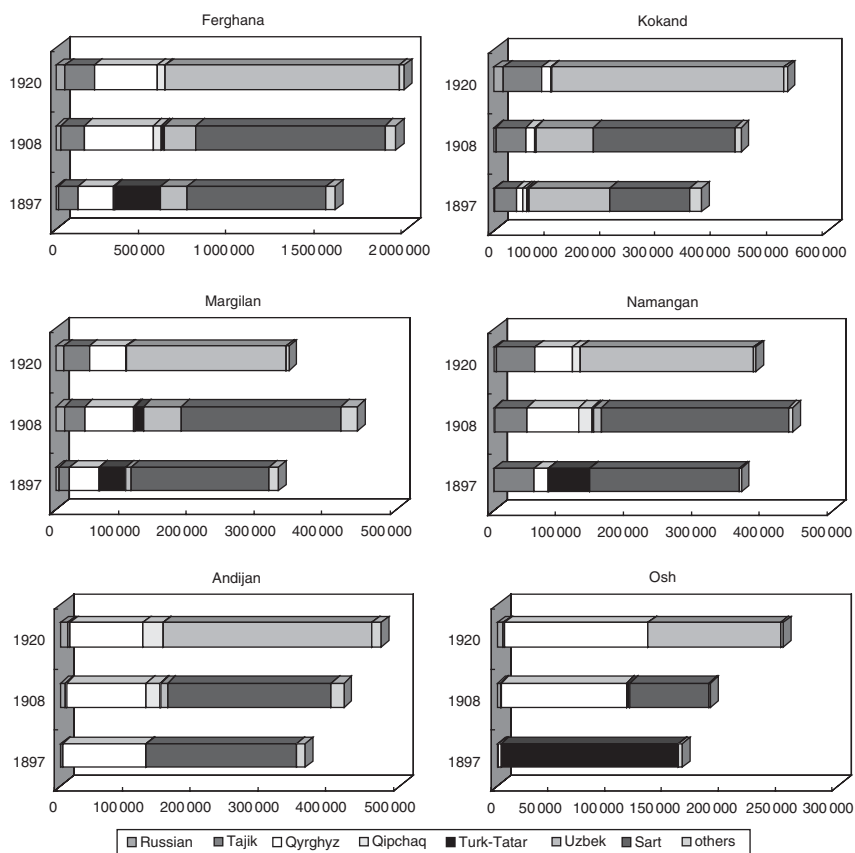 Ferghana
1920
1908
1897
0 500 000 1 000 000 1 500 000 2 000 000
Kokand
1920
1908
1897
0 100 000 200 000 300 000 400 000 500 000 600 000
Margilan
1920
1908
1897
0 100 000 200 000 300 000 400 000 500 000
Namangan
1920
1908
1897
0 100 000 200 000 300 000 400 000 500 000
Andijan
1920
1908
1897
0 100 000 200 000 300 000 400 000 500 000
Osh
1920
1908
1897
0 50 000 100 000 150 000 200 000 250 000 300 000
Russian Tajik Qyrghyz Qipchaq Turk-Tatar Uzbek Sart others